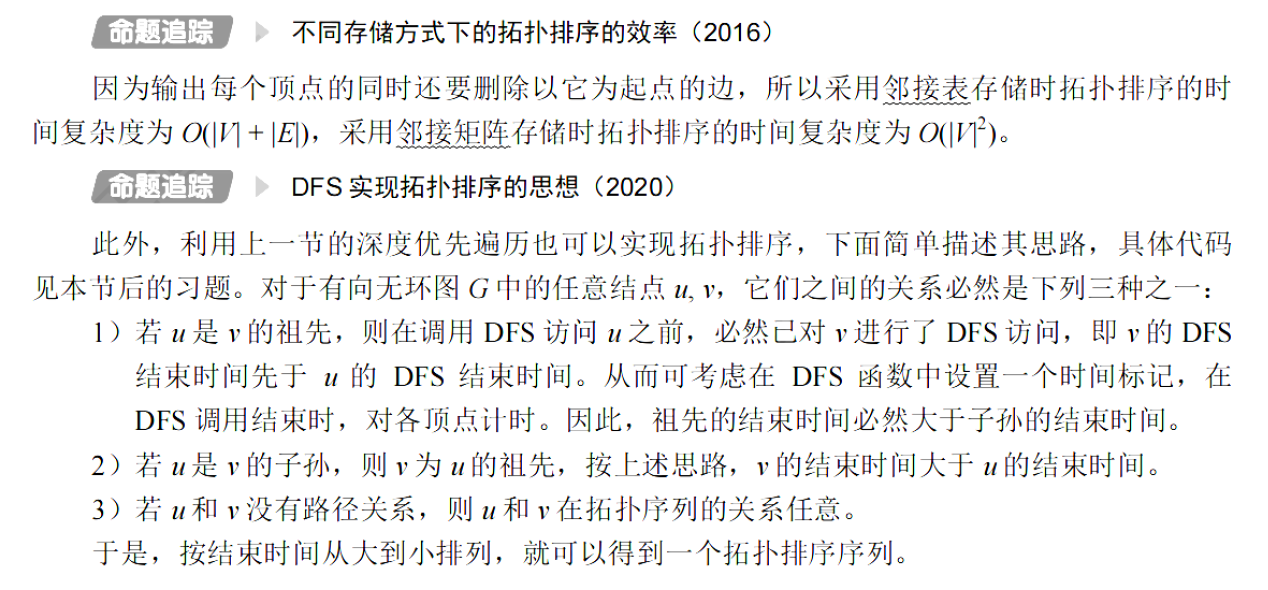 命题追踪 ▶ 不同存储方式下的拓扑排序的效率（2016）
因为输出每个顶点的同时还要删除以它为起点的边，所以采用邻接表存储时拓扑排序的时
间复杂度为 O(|V| + |E|)，采用邻接矩阵存储时拓扑排序的时间复杂度为 O(|V|²)。
命题追踪 ▶ DFS 实现拓扑排序的思想（2020）
此外，利用上一节的深度优先遍历也可以实现拓扑排序，下面简单描述其思路，具体代码
见本节后的习题。对于有向无环图 G 中的任意结点 u, v，它们之间的关系必然是下列三种之一：
1）若 u 是 v 的祖先，则在调用 DFS 访问 u 之前，必然已对 v 进行了 DFS 访问，即 v 的 DFS
结束时间先于 u 的 DFS 结束时间。从而可考虑在 DFS 函数中设置一个时间标记，在
DFS 调用结束时，对各顶点计时。因此，祖先的结束时间必然大于子孙的结束时间。
2）若 u 是 v 的子孙，则 v 为 u 的祖先，按上述思路，v 的结束时间大于 u 的结束时间。
3）若 u 和 v 没有路径关系，则 u 和 v 在拓扑序列的关系任意。
于是，按结束时间从大到小排列，就可以得到一个拓扑排序序列。